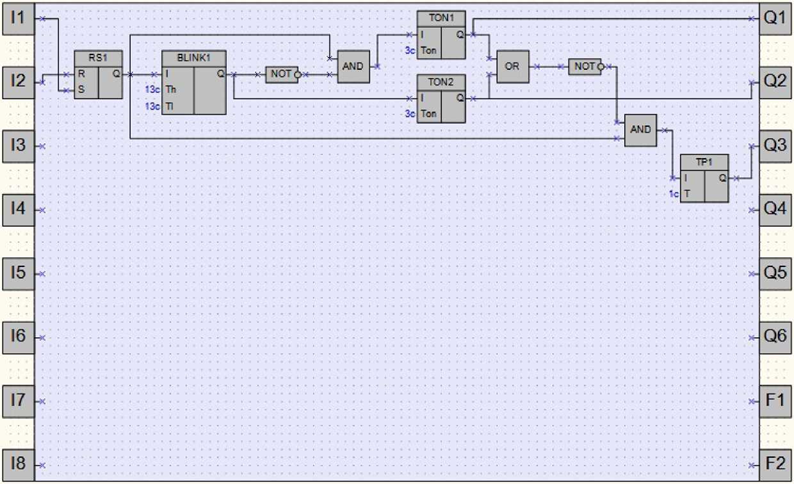 I1
TON1
Q1
I Q
3c Ton
RS1
BLINK1
I2
R Q
S
I Q
13c Th
13c Tl
NOT
AND
OR
NOT
Q2
TON2
I Q
3c Ton
I3
AND
Q3
TP1
I Q
1c T
I4
Q4
I5
Q5
I6
Q6
I7
F1
I8
F2